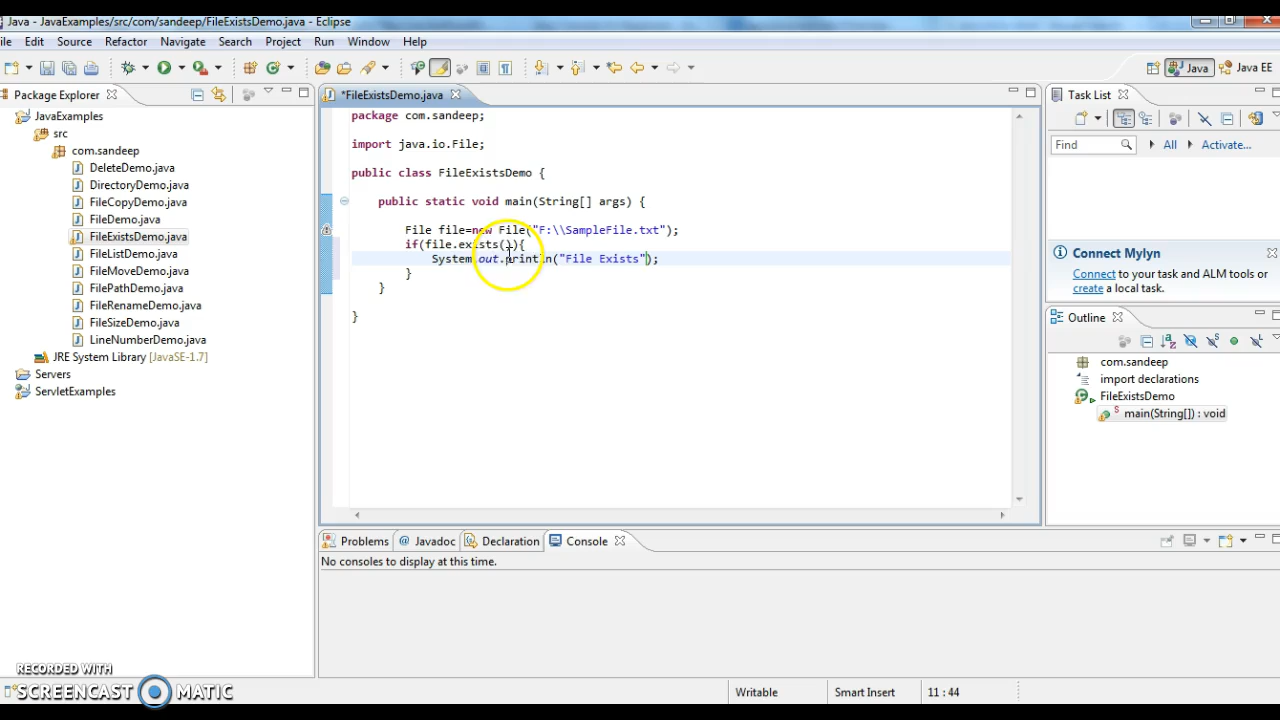 Java - JavaExamples/src/com/sandeep/FileExistsDemo.java - Eclipse
ile Edit Source Refactor Navigate Search Project Run Window Help
Java Java EE
Package Explorer
JavaExamples
src
com.sandeep
DeleteDemo.java
DirectoryDemo.java
FileCopyDemo.java
FileDemo.java
FileExistsDemo.java
FileListDemo.java
FileMoveDemo.java
FilePathDemo.java
FileRenameDemo.java
FileSizeDemo.java
LineNumberDemo.java
JRE System Library [JavaSE-1.7]
Servers
ServletExamples
*FileExistsDemo.java
package com.sandeep;
import java.io.File;
public class FileExistsDemo {
public static void main(String[] args) {
File file=new File("F:\\SampleFile.txt");
if(file.exists()){
System.out.println("File Exists");
}
}
}
Task List
Find All Activate...
Connect Mylyn
Connect to your task and ALM tools or
create a local task.
Outline
com.sandeep
import declarations
FileExistsDemo
main(String[]) : void
Problems Javadoc Declaration Console
No consoles to display at this time.
RECORDED WITH
SCREENCAST MATIC
Writable Smart Insert 11 : 44